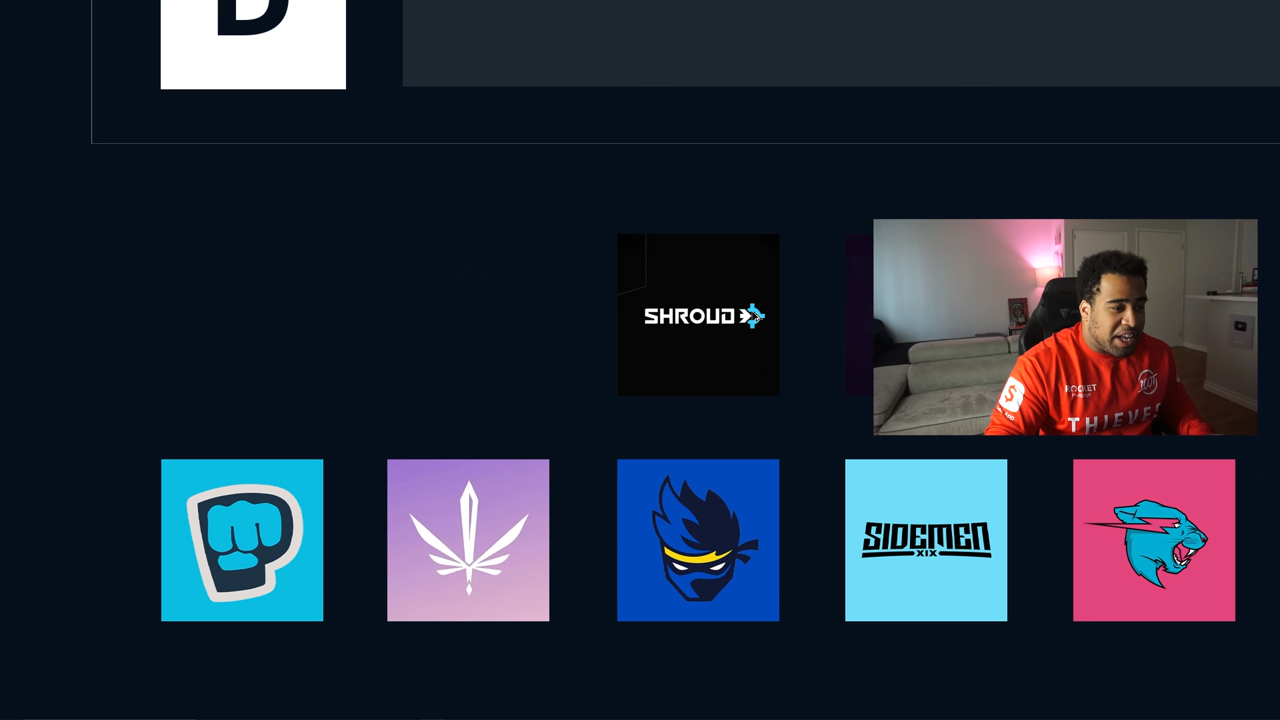 D
SHROUD
ROCKET
THIEVES
SIDEMEN
XIX